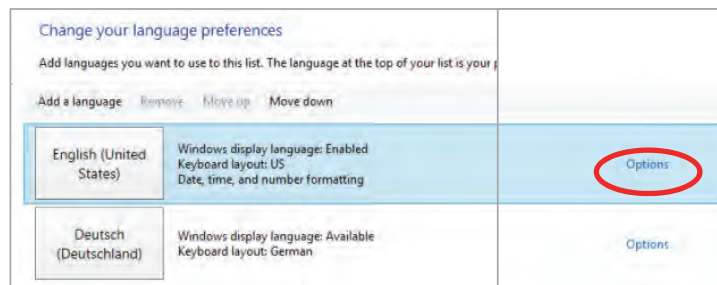 Change your language preferences
Add languages you want to use to this list. The language at the top of your list is your
Add a language Remove Move up Move down
English (United States)
Windows display language: Enabled
Keyboard layout: US
Date, time, and number formatting
Options
Deutsch (Deutschland)
Windows display language: Available
Keyboard layout: German
Options